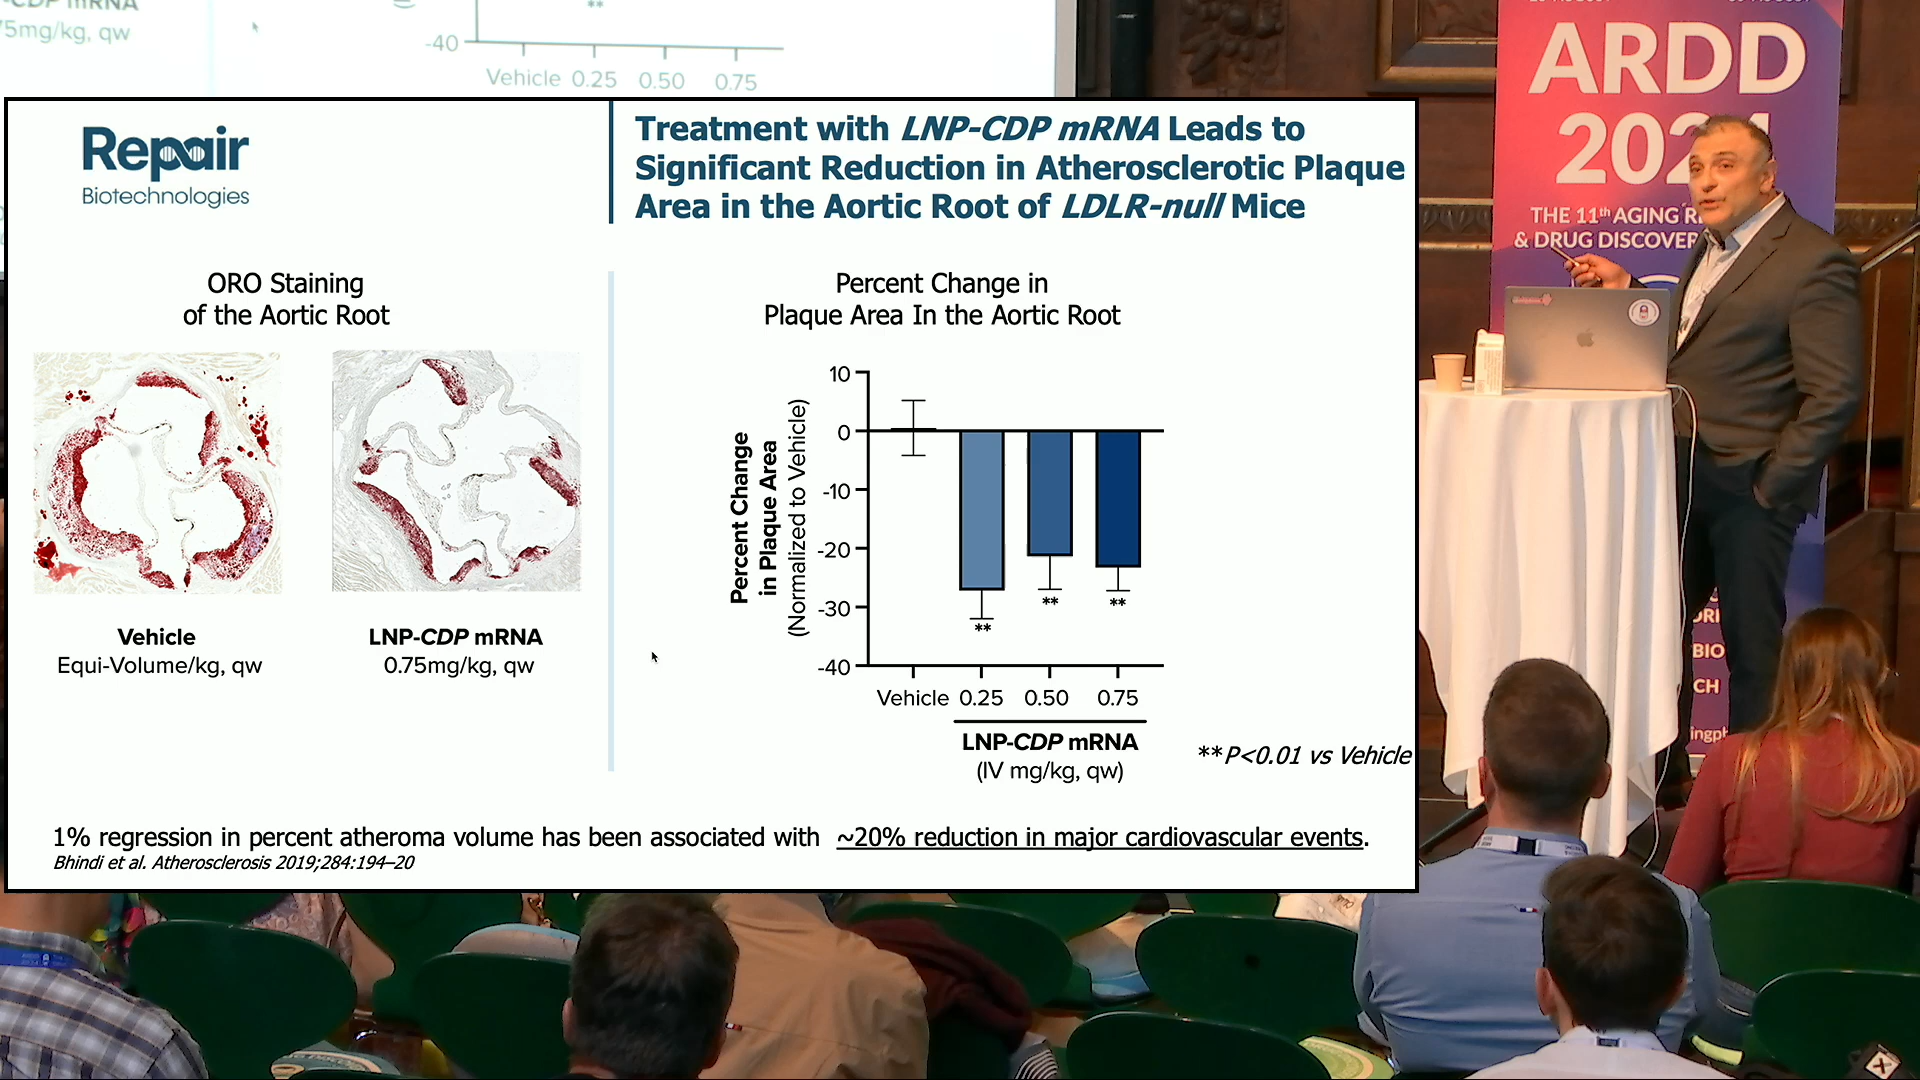 75mg/kg, qw
**
-40
Vehicle 0.25 0.50 0.75
Repair
Biotechnologies
Treatment with LNP-CDP mRNA Leads to
Significant Reduction in Atherosclerotic Plaque
Area in the Aortic Root of LDLR-null Mice
ORO Staining
of the Aortic Root
Vehicle
Equi-Volume/kg, qw
LNP-CDP mRNA
0.75mg/kg, qw
Percent Change in
Plaque Area In the Aortic Root
Percent Change
in Plaque Area
(Normalized to Vehicle)
10
0
-10
-20
-30
-40
**
**
**
Vehicle 0.25 0.50 0.75
LNP-CDP mRNA
(IV mg/kg, qw)
**P<0.01 vs Vehicle
1% regression in percent atheroma volume has been associated with ~20% reduction in major cardiovascular events.
Bhindi et al. Atherosclerosis 2019;284:194–20
ARDD
202
THE 11th AGING
& DRUG DISCOVER
BIO
CH